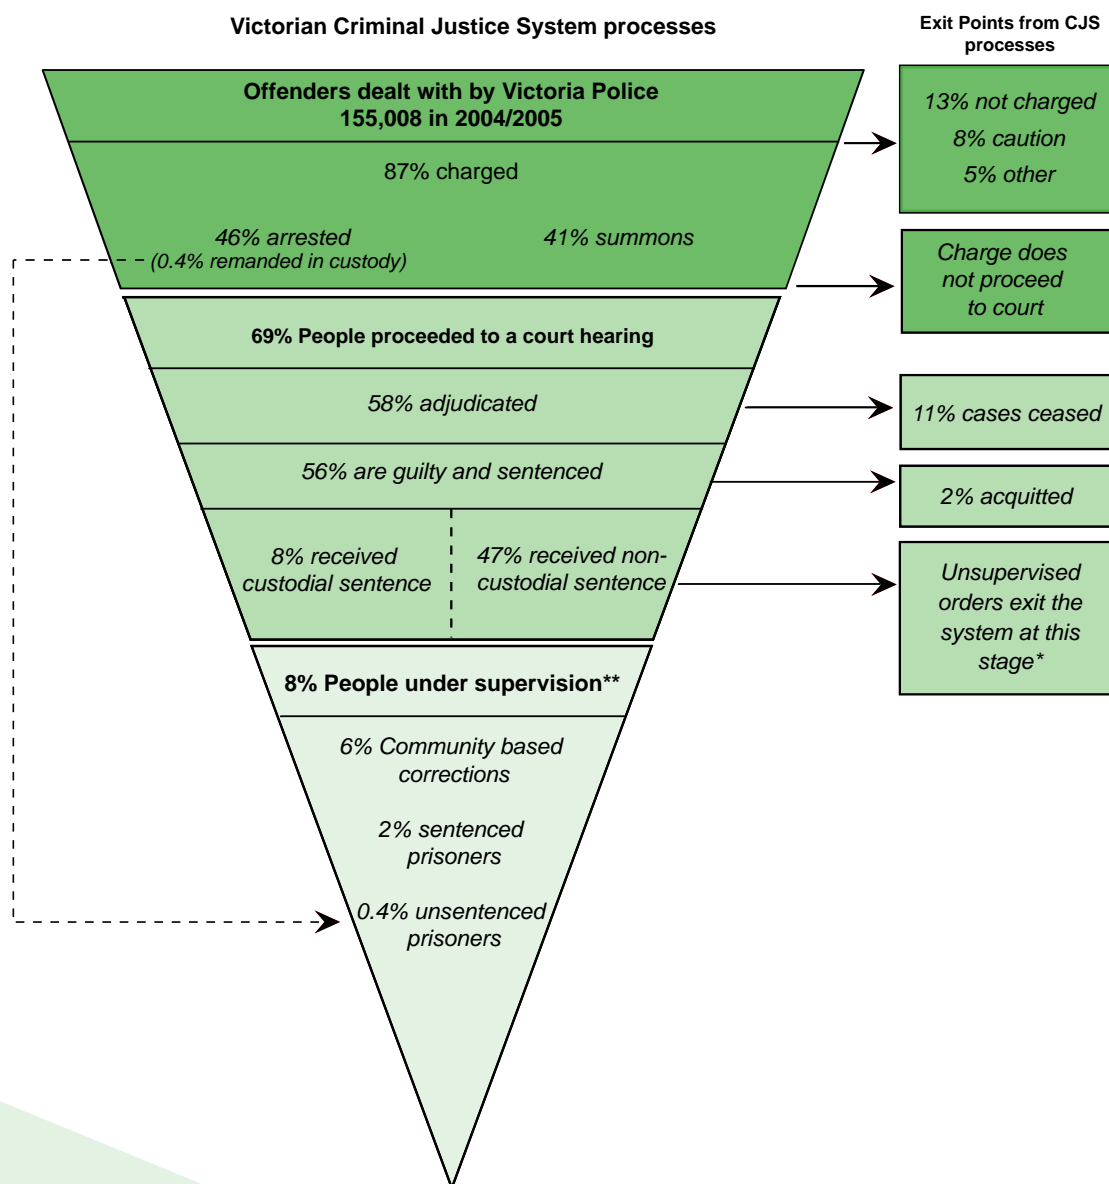 Victorian Criminal Justice System processes
Exit Points from CJS
processes
Offenders dealt with by Victoria Police
155,008 in 2004/2005
13% not charged
8% caution
5% other
87% charged
46% arrested
(0.4% remanded in custody)
41% summons
Charge does
not proceed
to court
69% People proceeded to a court hearing
58% adjudicated
11% cases ceased
56% are guilty and sentenced
2% acquitted
8% received
custodial sentence
47% received non-
custodial sentence
Unsupervised
orders exit the
system at this
stage*
8% People under supervision**
6% Community based
corrections
2% sentenced
prisoners
0.4% unsentenced
prisoners